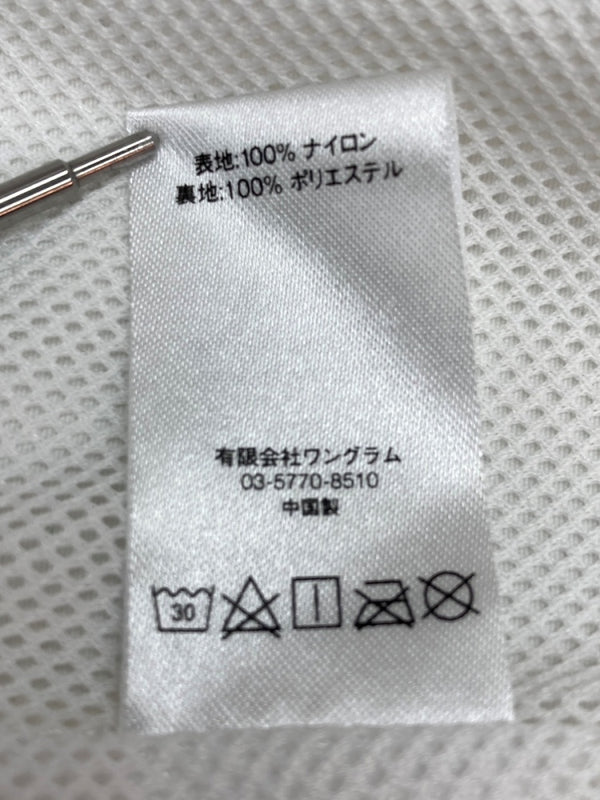 表地:100% ナイロン
裏地:100% ポリエステル
有限会社ワングラム
03-5770-8510
中国製
30